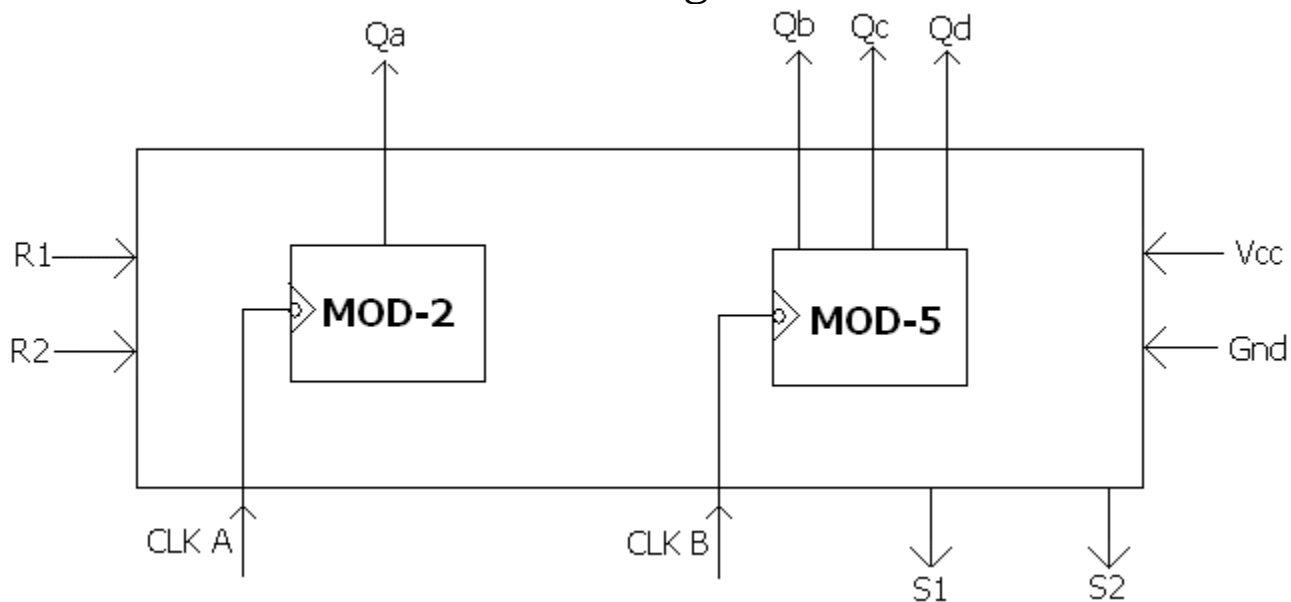 Qa
Qb Qc Qd
R1
R2
MOD-2
MOD-5
Vcc
Gnd
CLK A
CLK B
S1
S2